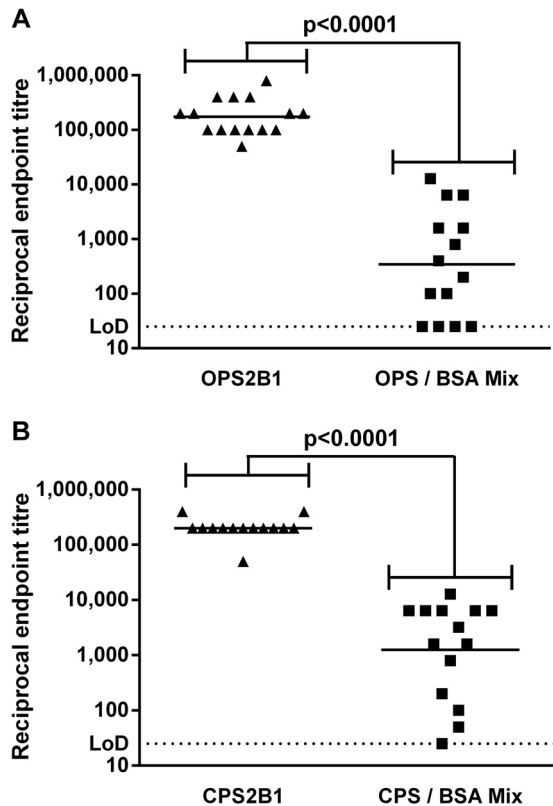 A
p<0.0001
Reciprocal endpoint titre
1,000,000
100,000
10,000
1,000
100
LoD
10
OPS2B1 OPS / BSA Mix
B
p<0.0001
Reciprocal endpoint titre
1,000,000
100,000
10,000
1,000
100
LoD
10
CPS2B1 CPS / BSA Mix